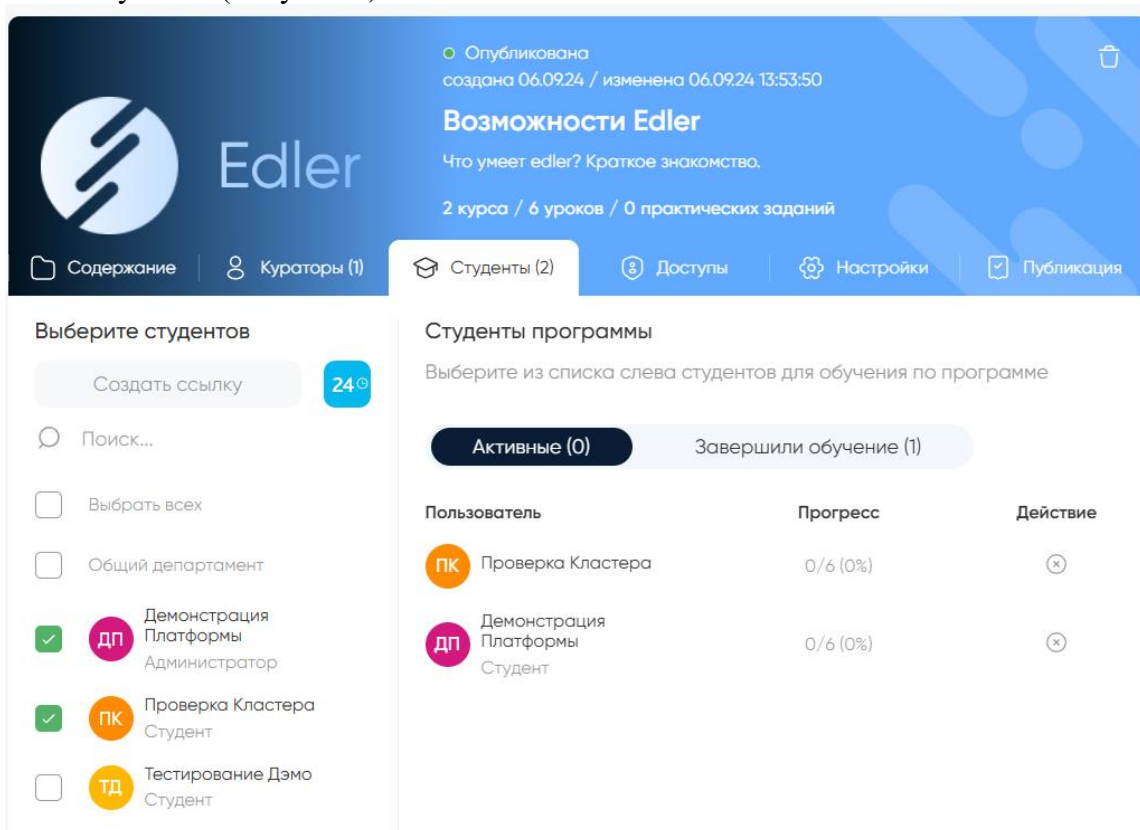 Опубликована
создана 06.09.24 / изменена 06.09.24 13:53:50
Возможности Edler
Edler
Что умеет edler? Краткое знакомство.
2 курса / 6 уроков / 0 практических заданий
Содержание
Кураторы (1)
Студенты (2)
Доступы
Настройки
Публикация
Выберите студентов
Создать ссылку
24
Поиск...
Выбрать всех
Общий департамент
ДП
Демонстрация
Платформы
Администратор
ПК
Проверка Кластера
Студент
ТД
Тестирование Дэмо
Студент
Студенты программы
Выберите из списка слева студентов для обучения по программе
Активные (0)
Завершили обучение (1)
Пользователь
Прогресс
Действие
ПК
Проверка Кластера
0/6 (0%)
ДП
Демонстрация
Платформы
Студент
0/6 (0%)